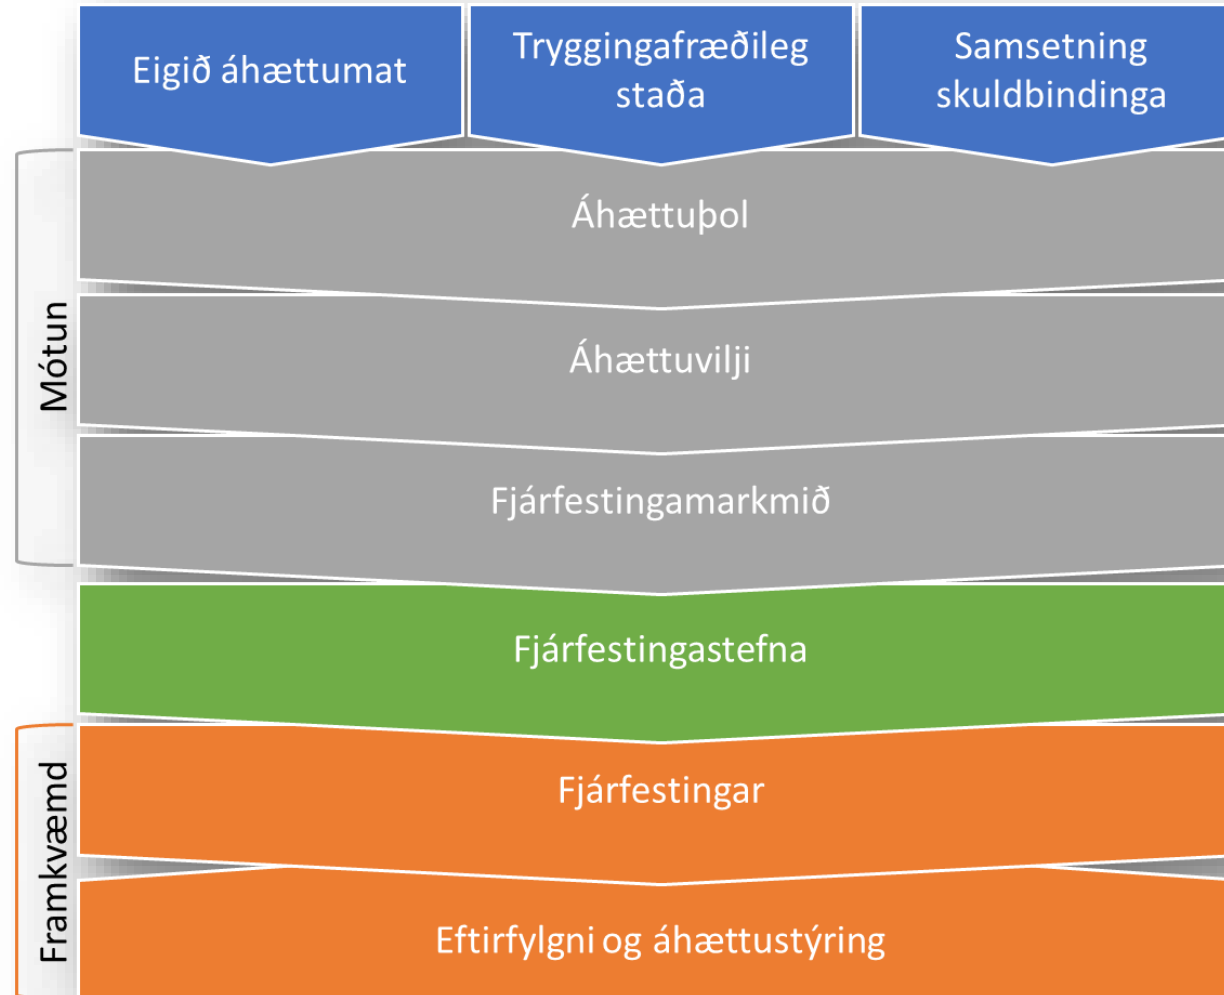 Eigið áhættumat
Tryggingafræðileg
staða
Samsetning
skuldbindinga
Mótun
Áhættuþol
Áhættuvilji
Fjárfestingamarkmið
Fjárfestingastefna
Framkvæmd
Fjárfestingar
Eftirfylgni og áhættustýring